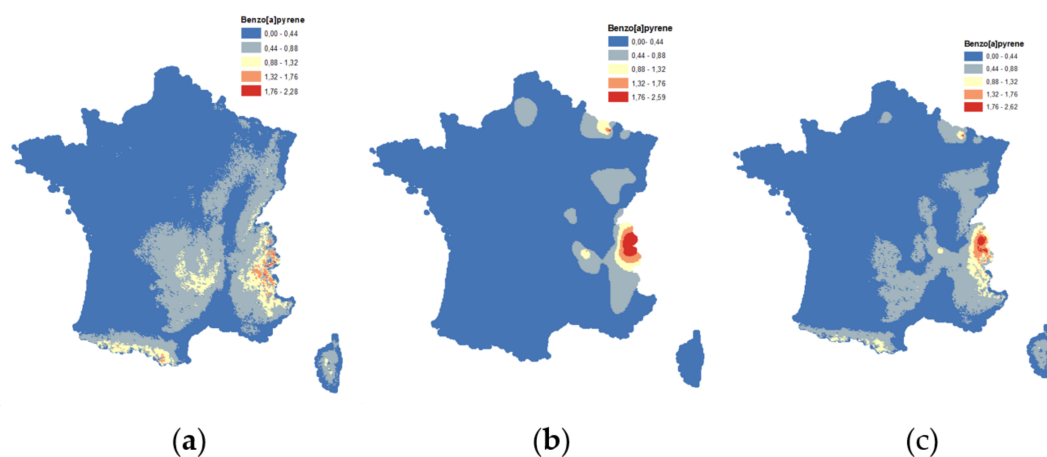 Benzo[a]pyrene
0,00 - 0,44
0,44 - 0,88
0,88 - 1,32
1,32 - 1,76
1,76 - 2,28
Benzo[a]pyrene
0,00- 0,44
0,44 - 0,88
0,88 - 1,32
1,32 - 1,76
1,76 - 2,59
Benzo[a]pyrene
0,00 - 0,44
0,44 - 0,88
0,88 - 1,32
1,32 - 1,76
1,76 - 2,62
(a)
(b)
(c)